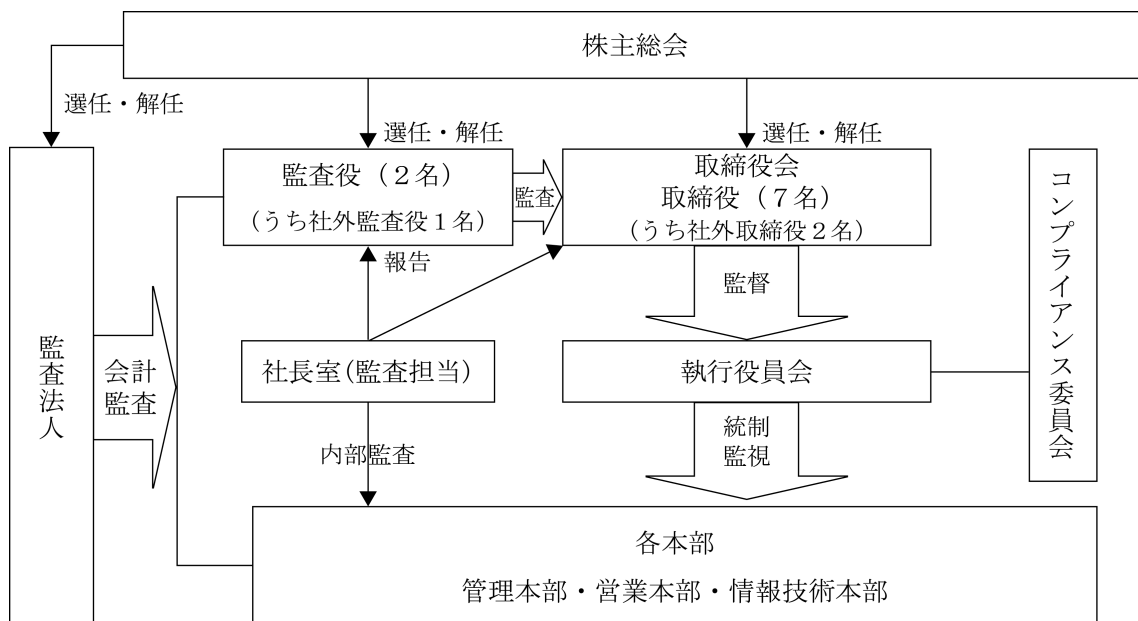 株主総会
選任・解任
選任・解任
選任・解任
監査役（２名）
（うち社外監査役１名）
監査
取締役会
取締役（７名）
（うち社外取締役２名）
コンプライアンス委員会
報告
監督
監査法人
会計
監査
社長室（監査担当）
執行役員会
内部監査
統制
監視
各本部
管理本部・営業本部・情報技術本部